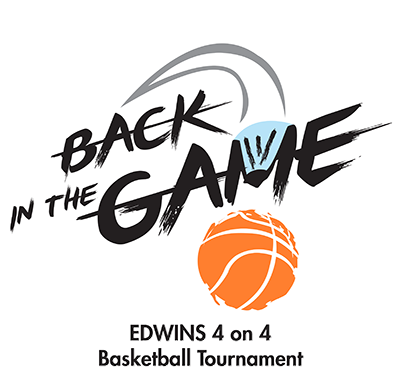 BACK
IN THE GAME
EDWINS 4 on 4
Basketball Tournament